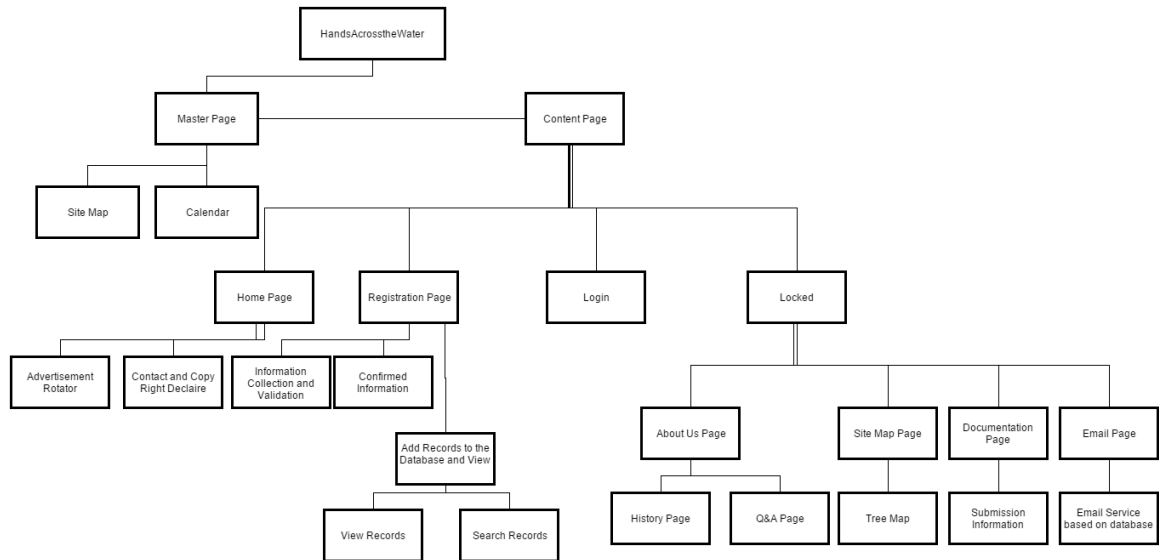 HandsAcrosstheWater
Master Page
Content Page
Site Map
Calendar
Home Page
Registration Page
Login
Locked
Advertisement
Rotator
Contact and Copy
Right Declaire
Information
Collection and
Validation
Confirmed
Information
About Us Page
Site Map Page
Documentation
Page
Email Page
Add Records to the
Database and View
History Page
Q&A Page
Tree Map
Submission
Information
Email Service
based on database
View Records
Search Records